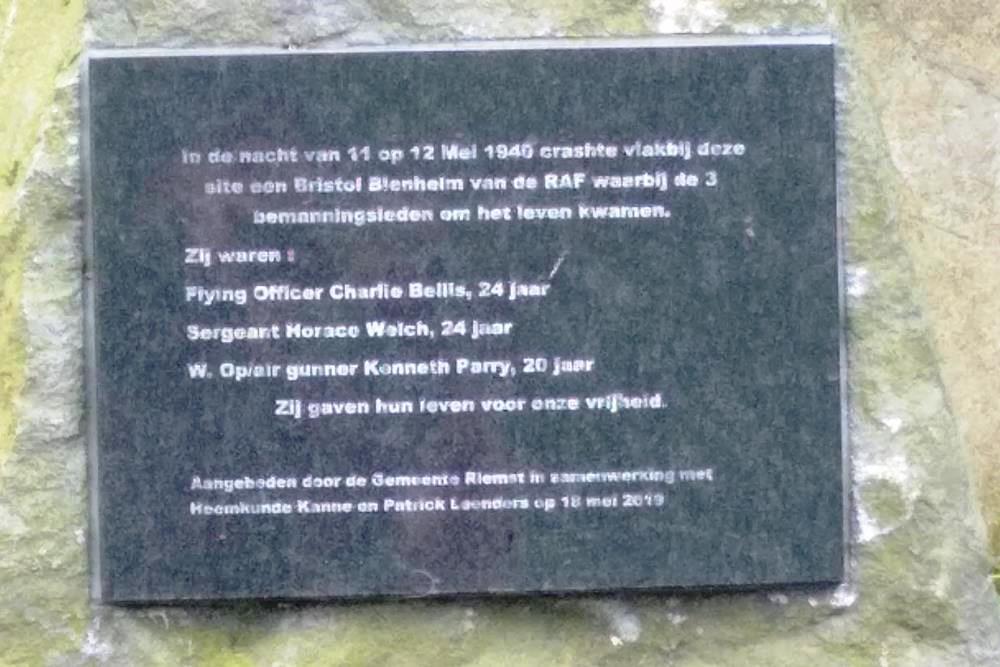 In de nacht van 11 op 12 Mei 1940 crashte vlakbij deze
site een Bristol Blenheim van de RAF waarbij de 3
bemanningsleden om het leven kwamen.
Zij waren :
Flying Officer Charlie Bellis, 24 jaar
Sergeant Horace Welch, 24 jaar
W. Op/air gunner Kenneth Parry, 20 jaar
Zij gaven hun leven voor onze vrijheid.
Aangeboden door de Gemeente Riemst in samenwerking met
Heemkunde Kanne en Patrick Leenders op 18 mei 2019